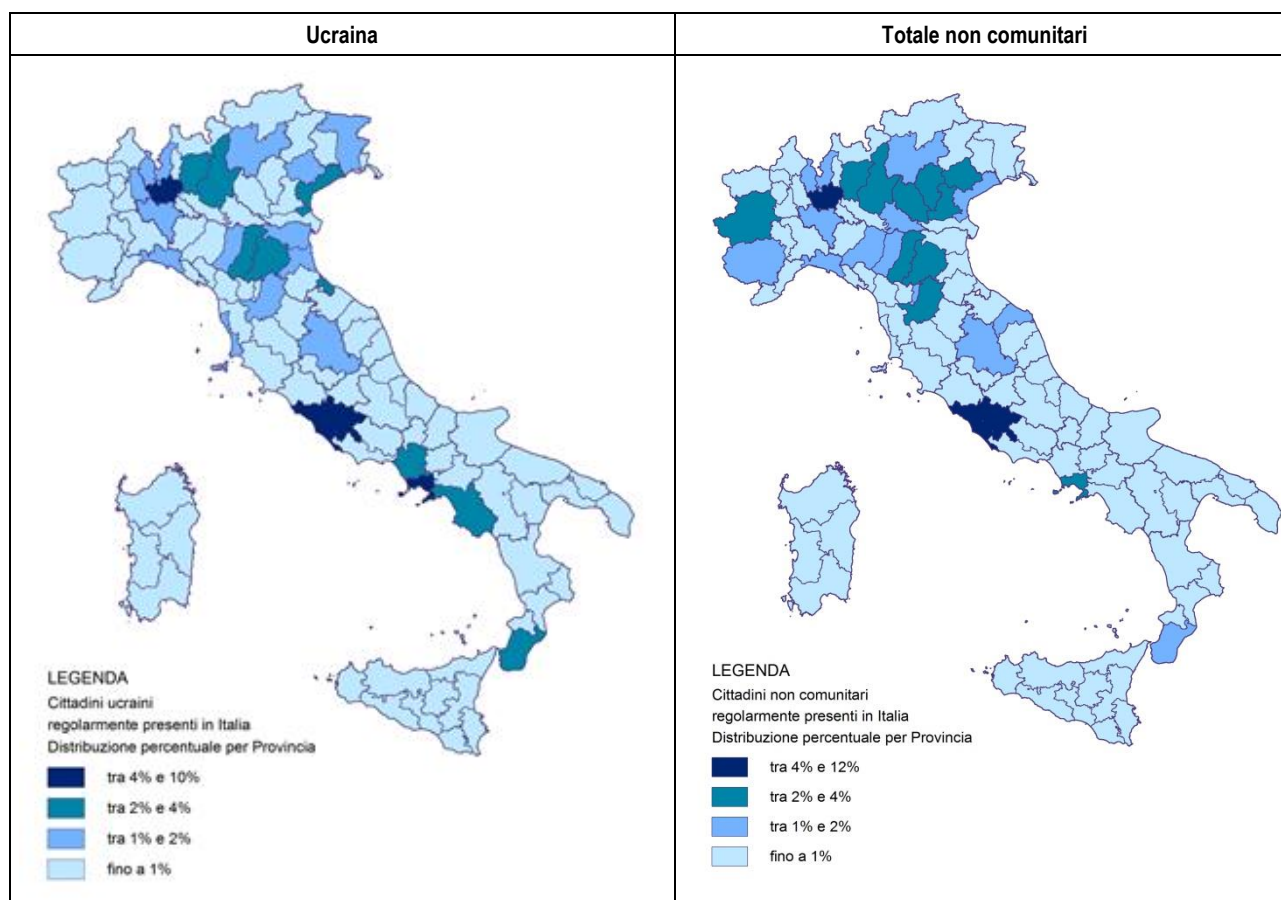 Ucraina
Totale non comunitari
LEGENDA
Cittadini ucraini
regolarmente presenti in Italia
Distribuzione percentuale per Provincia
tra 4% e 10%
tra 2% e 4%
tra 1% e 2%
fino a 1%
LEGENDA
Cittadini non comunitari
regolarmente presenti in Italia
Distribuzione percentuale per Provincia
tra 4% e 12%
tra 2% e 4%
tra 1% e 2%
fino a 1%